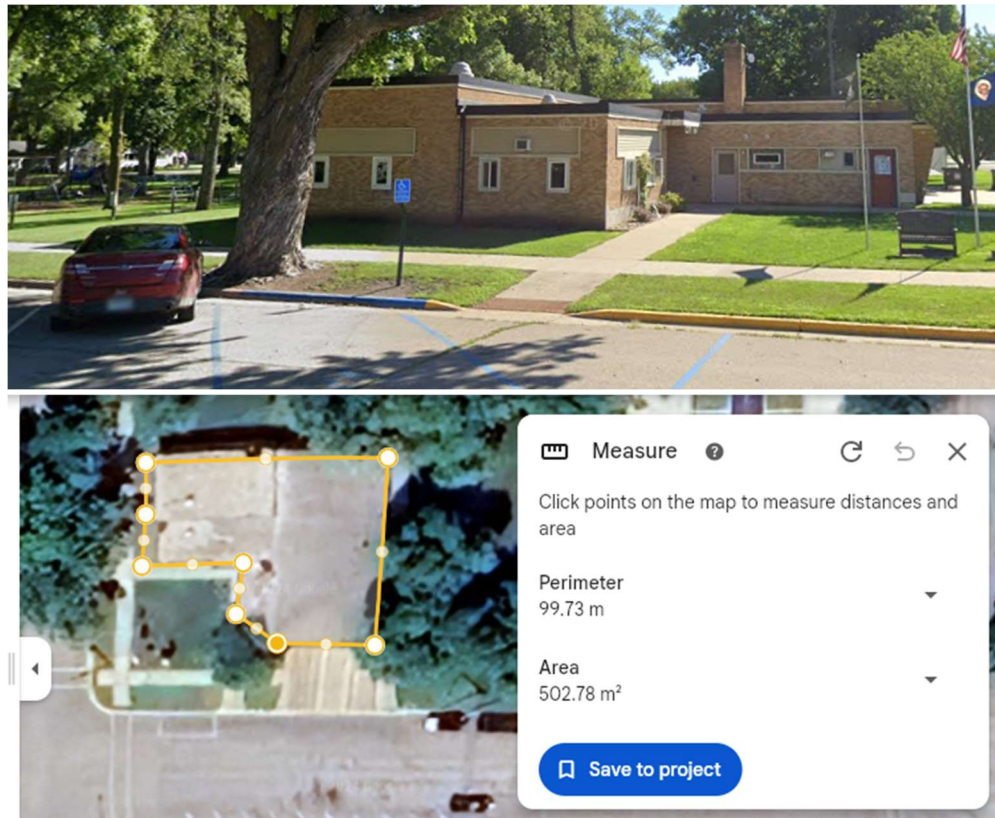 Measure
Click points on the map to measure distances and
area
Perimeter
99.73 m
Area
502.78 m²
Save to project